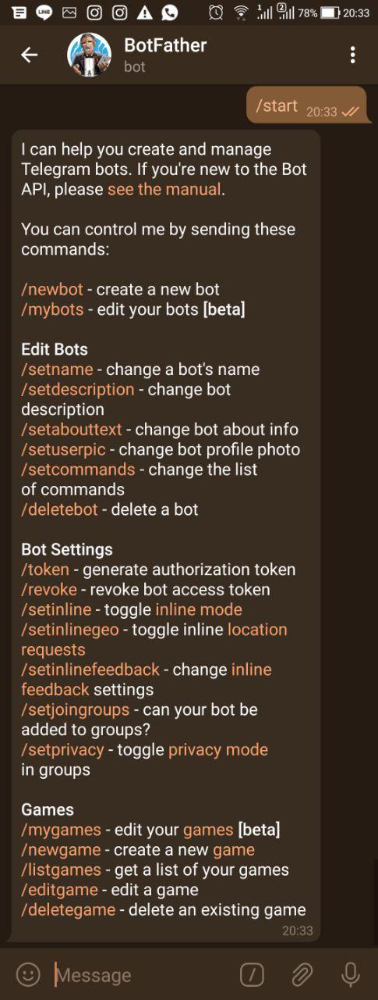 LINE
1
2
78%
20:33
BotFather
bot
/start
20:33
I can help you create and manage
Telegram bots. If you're new to the Bot
API, please see the manual.
You can control me by sending these
commands:
/newbot - create a new bot
/mybots - edit your bots [beta]
Edit Bots
/setname - change a bot's name
/setdescription - change bot
description
/setabouttext - change bot about info
/setuserpic - change bot profile photo
/setcommands - change the list
of commands
/deletebot - delete a bot
Bot Settings
/token - generate authorization token
/revoke - revoke bot access token
/setinline - toggle inline mode
/setinlinegeo - toggle inline location
requests
/setinlinefeedback - change inline
feedback settings
/setjoingroups - can your bot be
added to groups?
/setprivacy - toggle privacy mode
in groups
Games
/mygames - edit your games [beta]
/newgame - create a new game
/listgames - get a list of your games
/editgame - edit a game
/deletegame - delete an existing game
20:33
Message